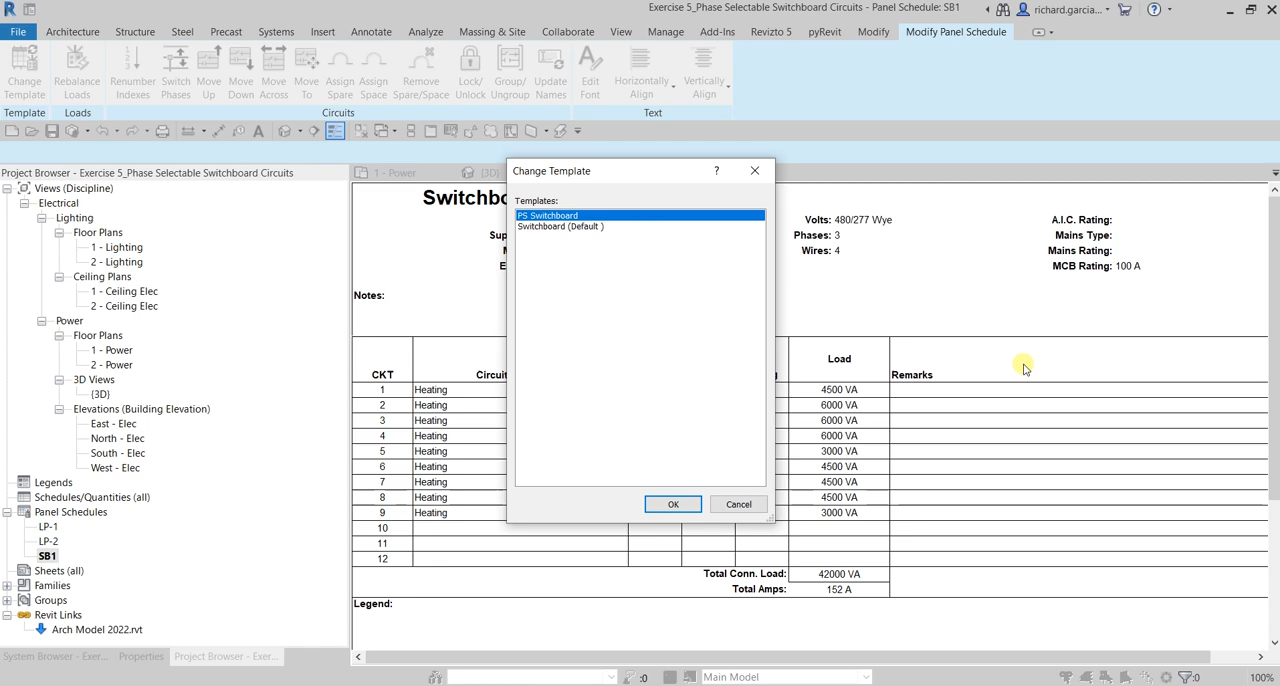 Exercise 5_Phase Selectable Switchboard Circuits - Panel Schedule: SB1
richard.garcia...
File Architecture Structure Steel Precast Systems Insert Annotate Analyze Massing & Site Collaborate View Manage Add-Ins Revizto 5 pyRevit Modify Modify Panel Schedule
Change Template Rebalance Loads Renumber Indexes Switch Phases Move Up Move Down Move Across Move To Assign Spare Assign Space Remove Spare/Space Lock/ Unlock Group/ Ungroup Update Names Edit Font Horizontally Align Vertically Align
Template Loads Circuits Text
Project Browser - Exercise 5_Phase Selectable Switchboard Circuits
1 - Power
{3D}
Views (Discipline)
Electrical
Lighting
Floor Plans
1 - Lighting
2 - Lighting
Ceiling Plans
1 - Ceiling Elec
2 - Ceiling Elec
Power
Floor Plans
1 - Power
2 - Power
3D Views
{3D}
Elevations (Building Elevation)
East - Elec
North - Elec
South - Elec
West - Elec
Legends
Schedules/Quantities (all)
Panel Schedules
LP-1
LP-2
SB1
Sheets (all)
Families
Groups
Revit Links
Arch Model 2022.rvt
System Browser - Exer... Properties Project Browser - Exer...
Change Template
Templates:
PS Switchboard
Switchboard (Default )
OK Cancel
Volts: 480/277 Wye A.I.C. Rating:
Phases: 3 Mains Type:
Wires: 4 Mains Rating:
MCB Rating: 100 A
Notes:
Load
CKT Remarks
1 Heating 4500 VA
2 Heating 6000 VA
3 Heating 6000 VA
4 Heating 6000 VA
5 Heating 3000 VA
6 Heating 4500 VA
7 Heating 4500 VA
8 Heating 4500 VA
9 Heating 3000 VA
10
11
12
Total Conn. Load: 42000 VA
Total Amps: 152 A
Legend:
:0 Main Model :0 100%